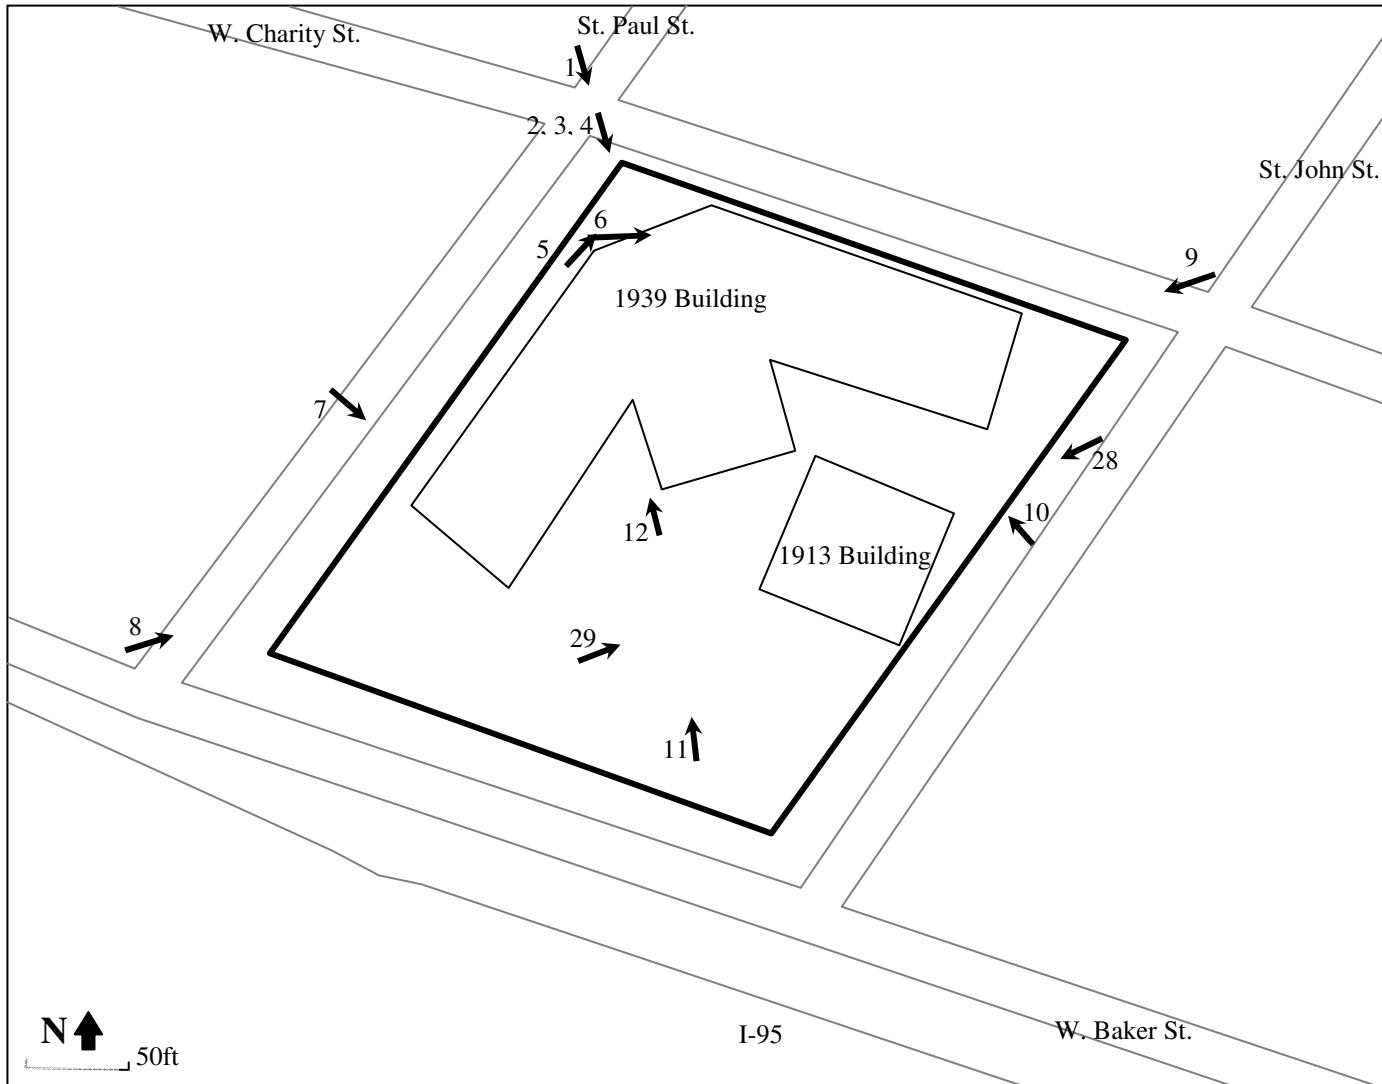 St. Paul St.
W. Charity St.
1
2, 3, 4
St. John St.
6
5
9
1939 Building
7
28
10
12
1913 Building
8
29
11
N
50ft
I-95
W. Baker St.